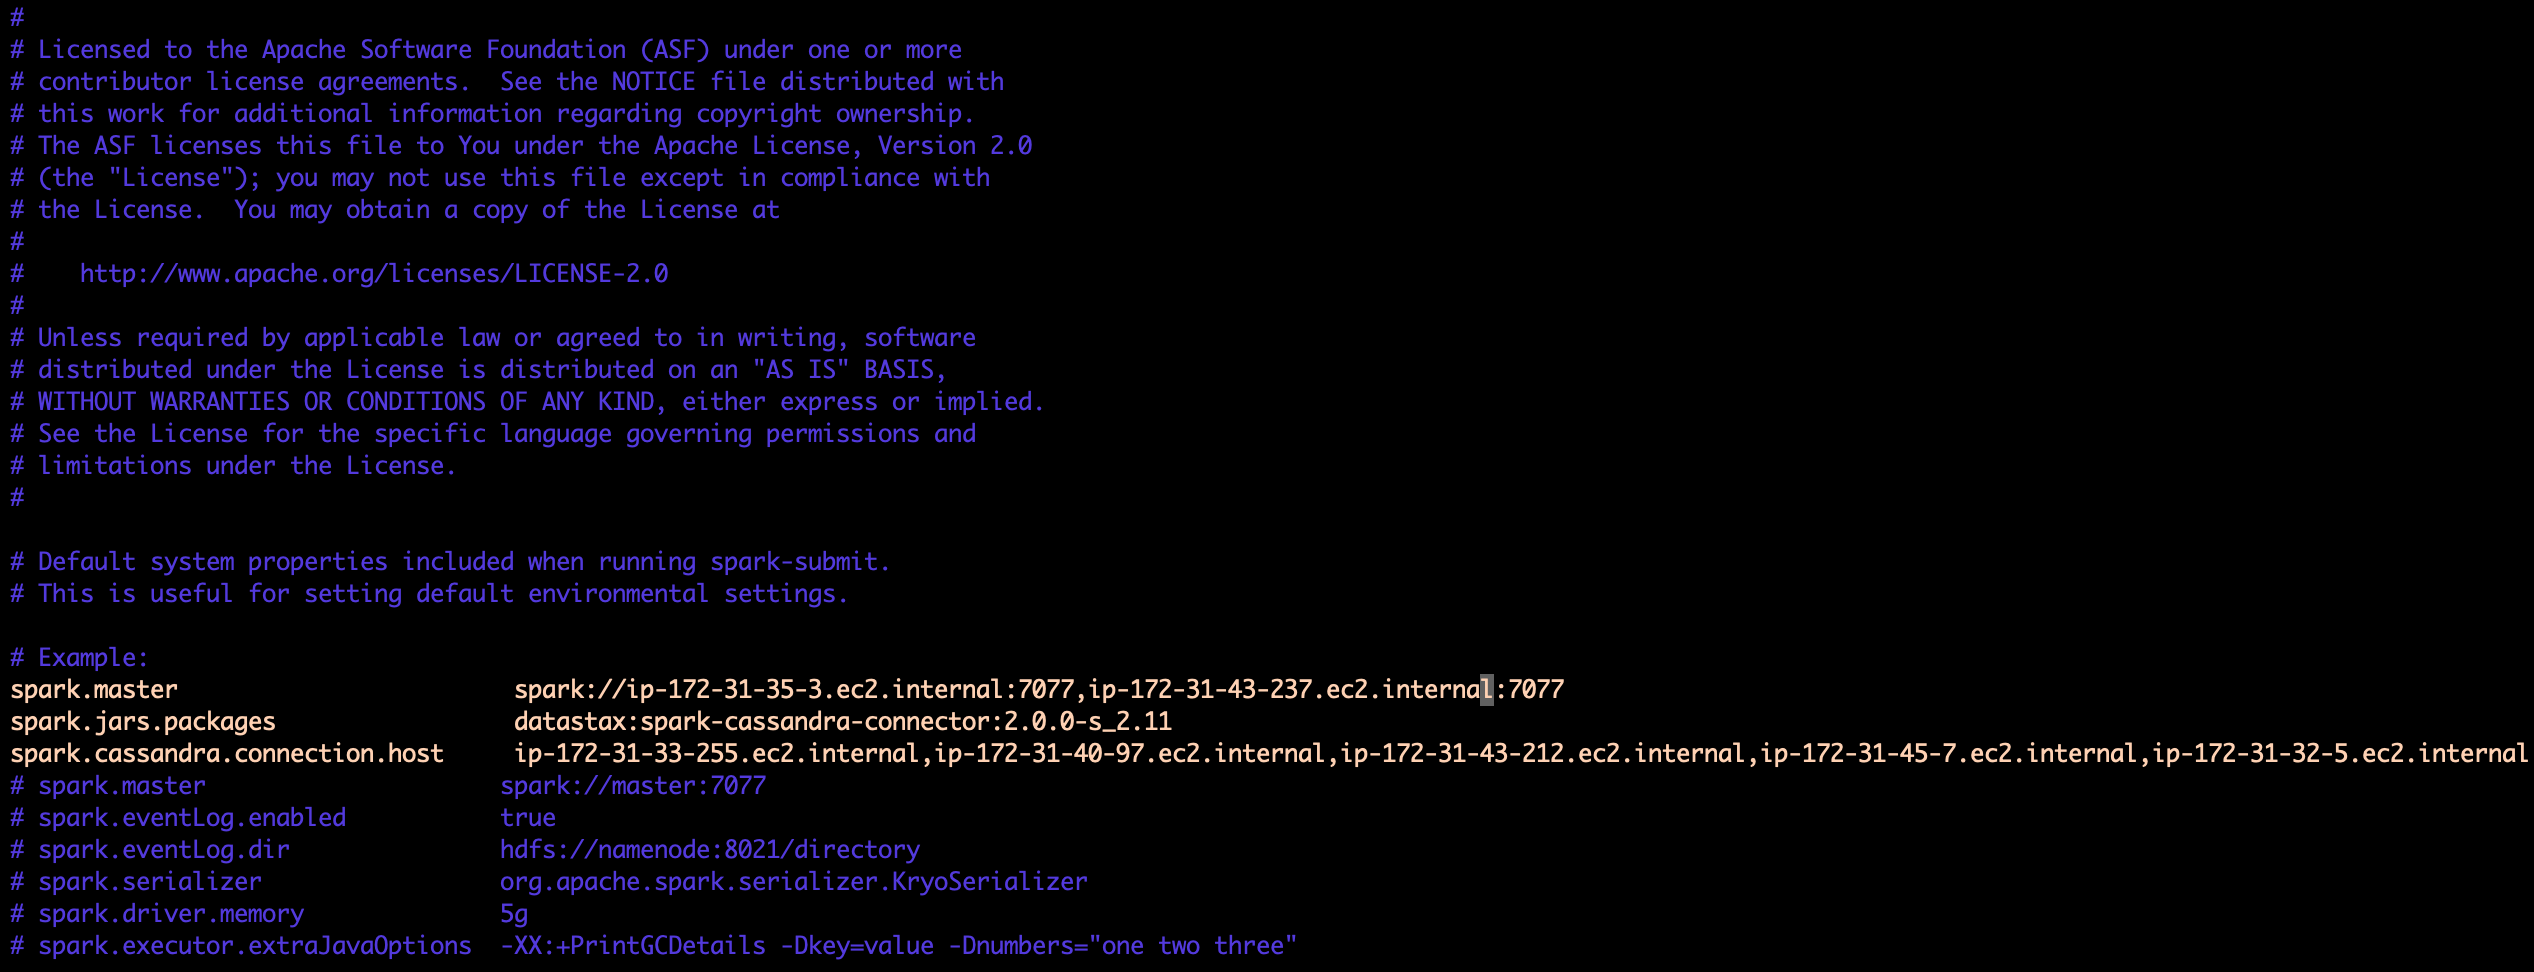 #
# Licensed to the Apache Software Foundation (ASF) under one or more
# contributor license agreements.  See the NOTICE file distributed with
# this work for additional information regarding copyright ownership.
# The ASF licenses this file to You under the Apache License, Version 2.0
# (the "License"); you may not use this file except in compliance with
# the License.  You may obtain a copy of the License at
#
#    http://www.apache.org/licenses/LICENSE-2.0
#
# Unless required by applicable law or agreed to in writing, software
# distributed under the License is distributed on an "AS IS" BASIS,
# WITHOUT WARRANTIES OR CONDITIONS OF ANY KIND, either express or implied.
# See the License for the specific language governing permissions and
# limitations under the License.
#

# Default system properties included when running spark-submit.
# This is useful for setting default environmental settings.

# Example:
spark.master                        spark://ip-172-31-35-3.ec2.internal:7077,ip-172-31-43-237.ec2.internal:7077
spark.jars.packages                 datastax:spark-cassandra-connector:2.0.0-s_2.11
spark.cassandra.connection.host     ip-172-31-33-255.ec2.internal,ip-172-31-40-97.ec2.internal,ip-172-31-43-212.ec2.internal,ip-172-31-45-7.ec2.internal,ip-172-31-32-5.ec2.internal
# spark.master                     spark://master:7077
# spark.eventLog.enabled           true
# spark.eventLog.dir               hdfs://namenode:8021/directory
# spark.serializer                 org.apache.spark.serializer.KryoSerializer
# spark.driver.memory              5g
# spark.executor.extraJavaOptions  -XX:+PrintGCDetails -Dkey=value -Dnumbers="one two three"